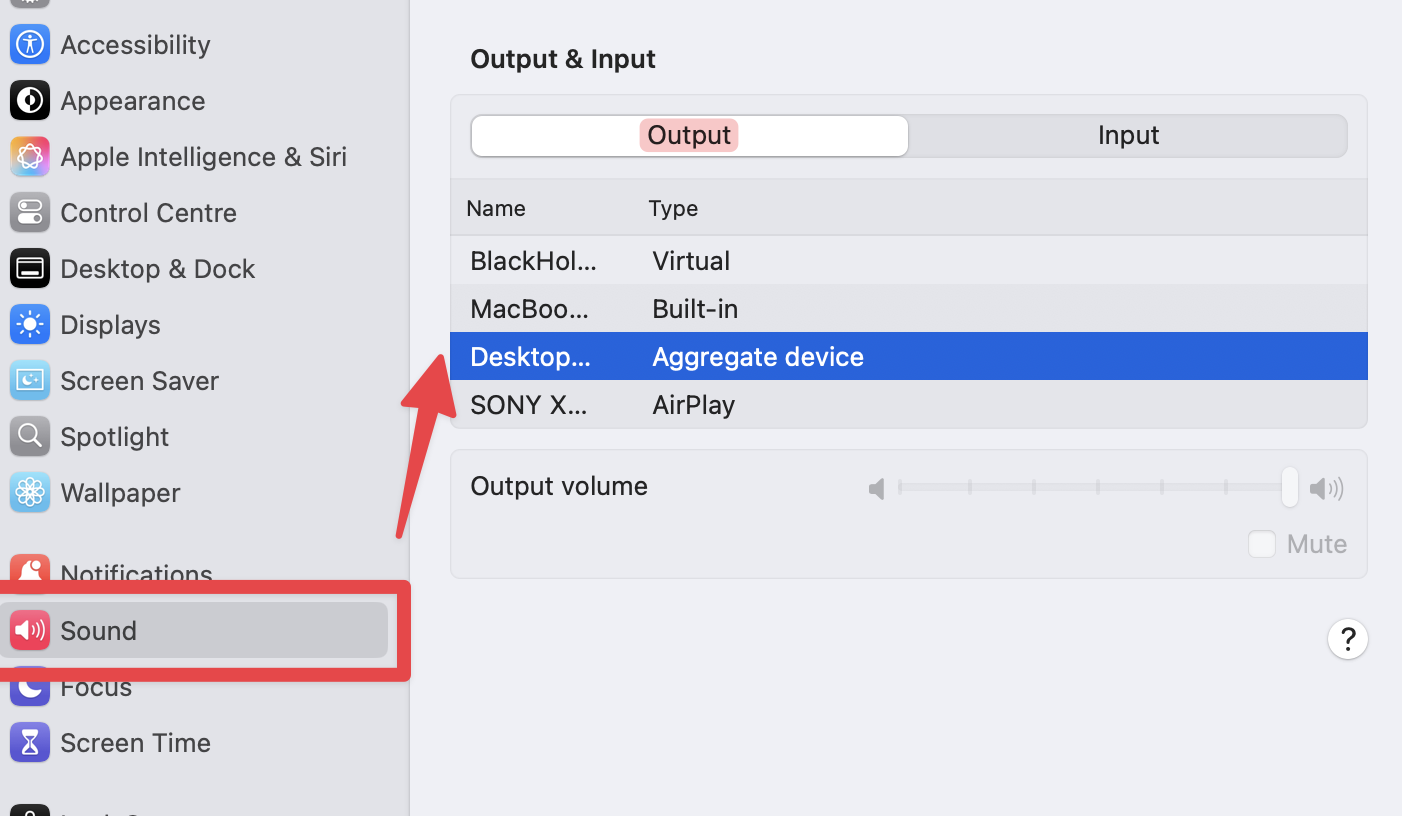 Accessibility
Appearance
Apple Intelligence & Siri
Control Centre
Desktop & Dock
Displays
Screen Saver
Spotlight
Wallpaper
Notifications
Sound
Focus
Screen Time
Output & Input
Output Input
Name Type
BlackHol... Virtual
MacBoo... Built-in
Desktop... Aggregate device
SONY X... AirPlay
Output volume
Mute
?